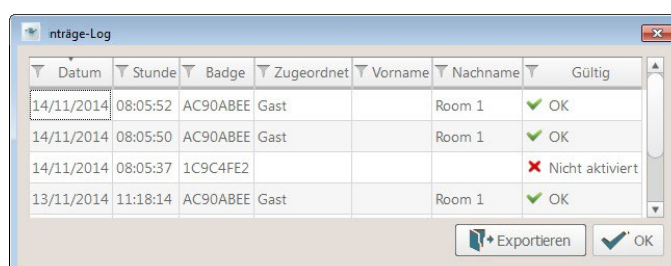 nträge-Log
Datum Stunde Badge Zugeordnet Vorname Nachname Gültig
14/11/2014 08:05:52 AC90ABEE Gast Room 1 OK
14/11/2014 08:05:50 AC90ABEE Gast Room 1 OK
14/11/2014 08:05:37 1C9C4FE2 Nicht aktiviert
13/11/2014 11:18:14 AC90ABEE Gast Room 1 OK
Exportieren OK